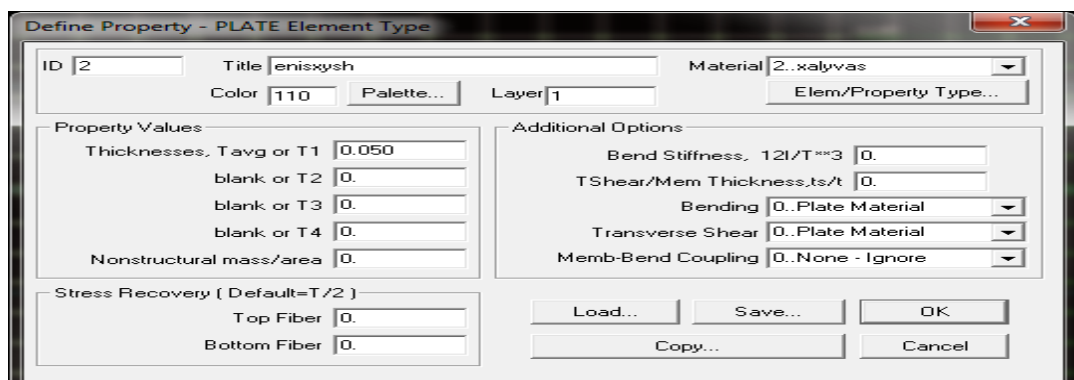 Define Property - PLATE Element Type
ID 2 Title enisxysh Material 2..xalyvas
Color 110 Palette... Layer 1 Elem/Property Type...
Property Values
Thicknesses, Tavg or T1 0.050
blank or T2 0.
blank or T3 0.
blank or T4 0.
Nonstructural mass/area 0.
Additional Options
Bend Stiffness, 12I/T**3 0.
TShear/Mem Thickness,ts/t 0.
Bending 0..Plate Material
Transverse Shear 0..Plate Material
Memb-Bend Coupling 0..None - Ignore
Stress Recovery ( Default=T/2 )
Top Fiber 0.
Bottom Fiber 0.
Load... Save... OK
Copy... Cancel